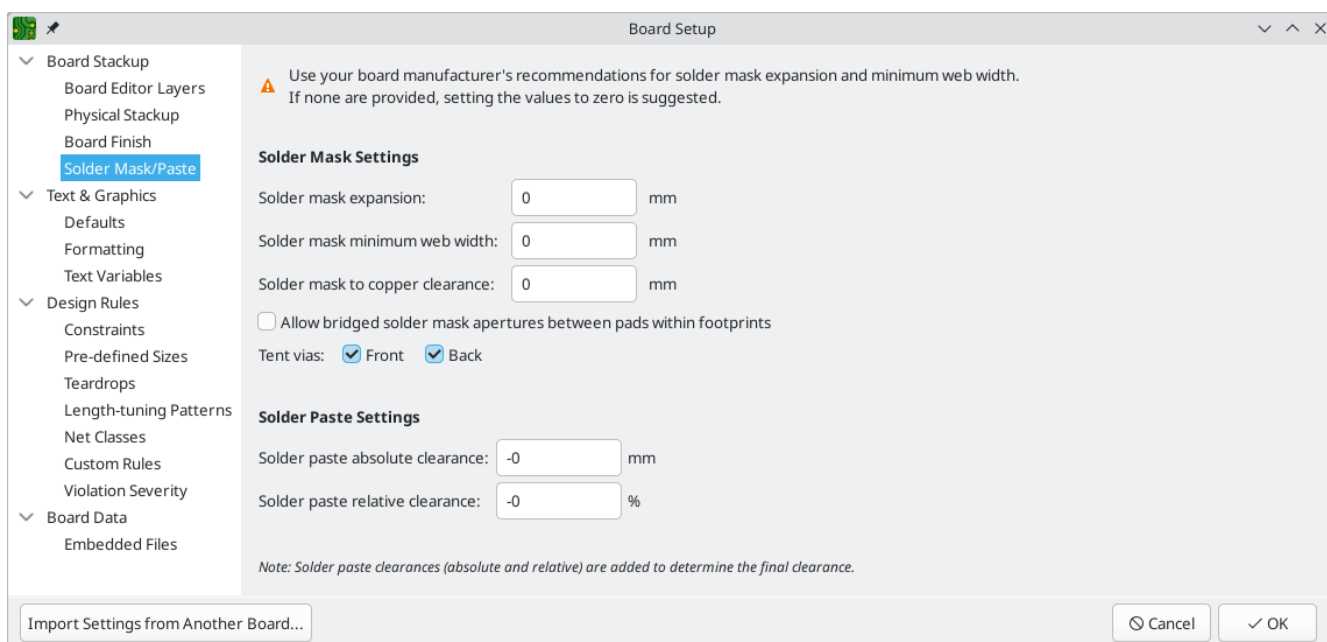 Board Setup
Board Stackup
Board Editor Layers
Physical Stackup
Board Finish
Solder Mask/Paste
Text & Graphics
Defaults
Formatting
Text Variables
Design Rules
Constraints
Pre-defined Sizes
Teardrops
Length-tuning Patterns
Net Classes
Custom Rules
Violation Severity
Board Data
Embedded Files
Use your board manufacturer's recommendations for solder mask expansion and minimum web width.
If none are provided, setting the values to zero is suggested.
Solder Mask Settings
Solder mask expansion: 0 mm
Solder mask minimum web width: 0 mm
Solder mask to copper clearance: 0 mm
Allow bridged solder mask apertures between pads within footprints
Tent vias: Front Back
Solder Paste Settings
Solder paste absolute clearance: -0 mm
Solder paste relative clearance: -0 %
Note: Solder paste clearances (absolute and relative) are added to determine the final clearance.
Import Settings from Another Board... Cancel OK